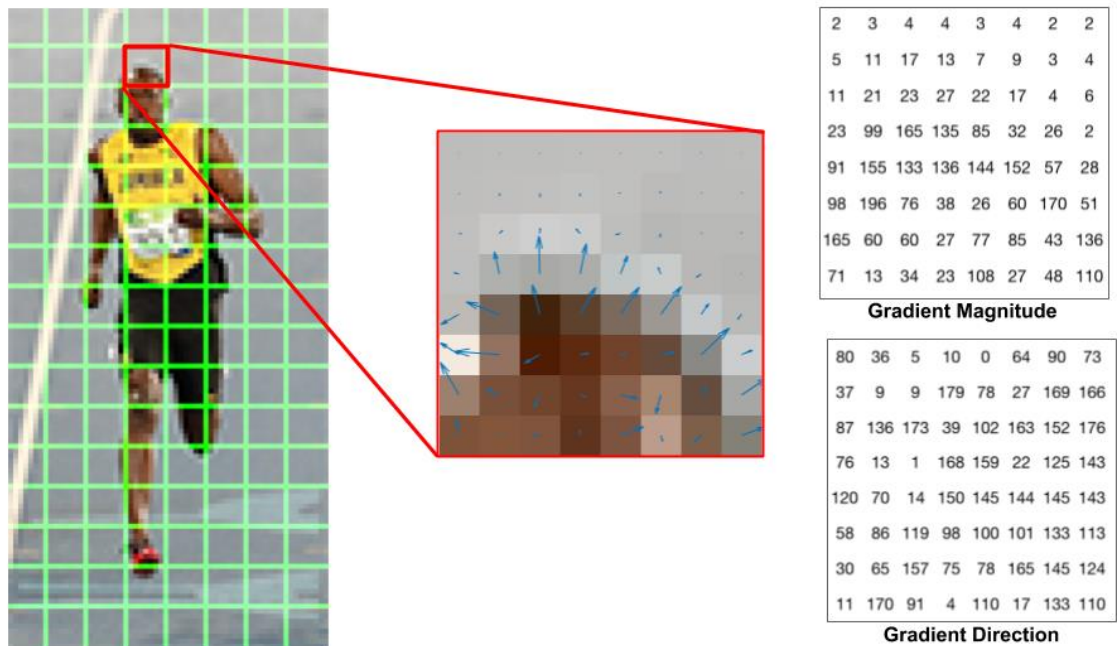 2 3 4 4 3 4 2 2
5 11 17 13 7 9 3 4
11 21 23 27 22 17 4 6
23 99 165 135 85 32 26 2
91 155 133 136 144 152 57 28
98 196 76 38 26 60 170 51
165 60 60 27 77 85 43 136
71 13 34 23 108 27 48 110
Gradient Magnitude
80 36 5 10 0 64 90 73
37 9 9 179 78 27 169 166
87 136 173 39 102 163 152 176
76 13 1 168 159 22 125 143
120 70 14 150 145 144 145 143
58 86 119 98 100 101 133 113
30 65 157 75 78 165 145 124
11 170 91 4 110 17 133 110
Gradient Direction